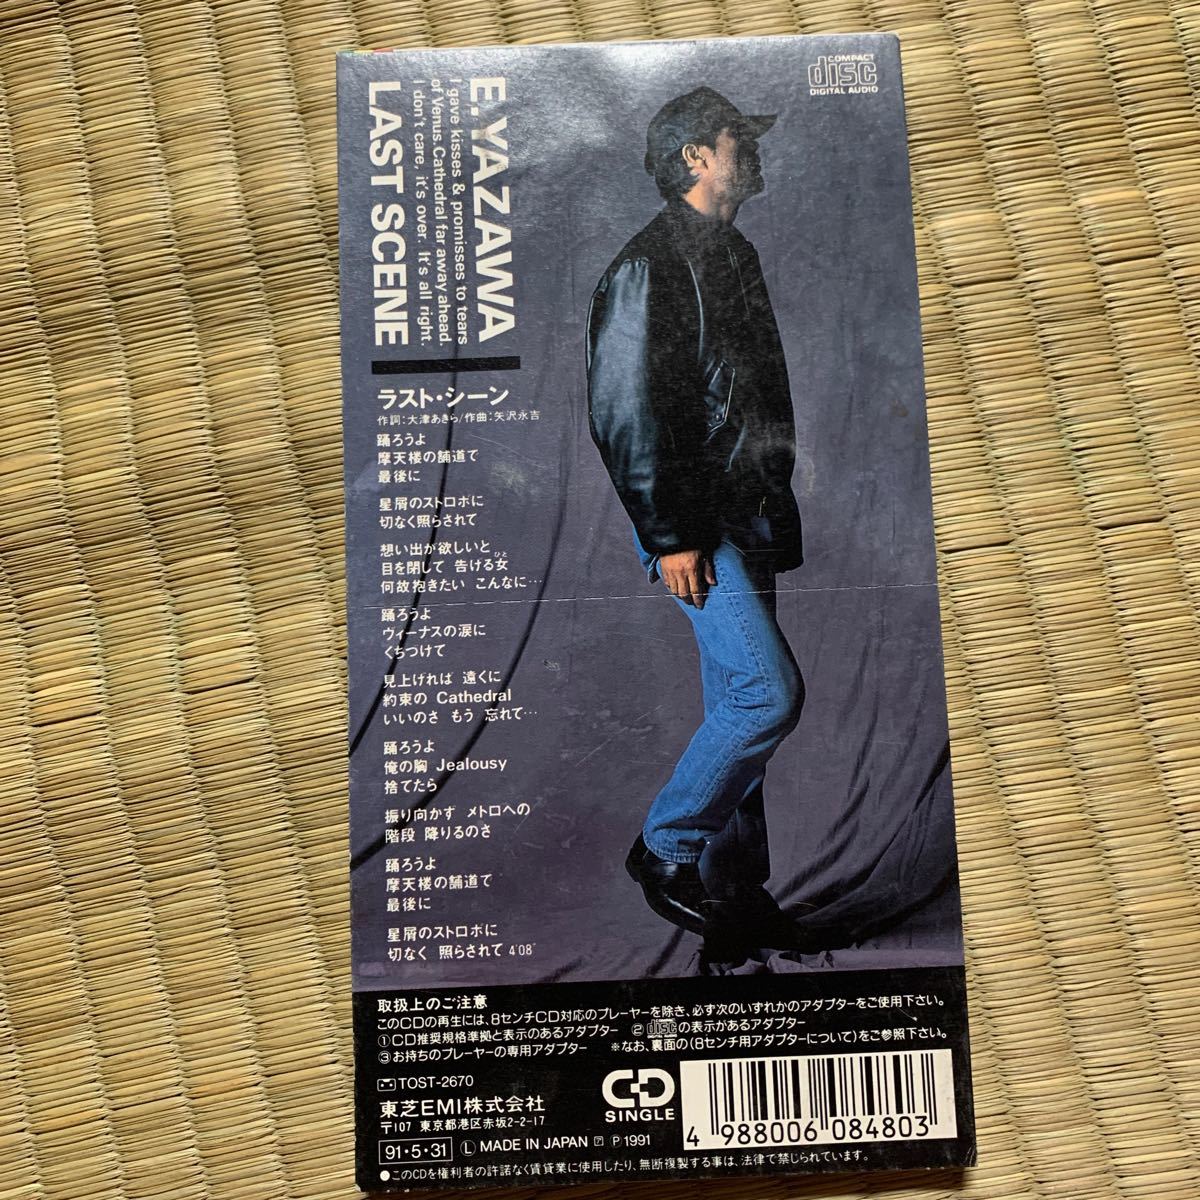 COMPACT
disc
DIGITAL AUDIO
E.YAZAWA
I gave kisses & promisses to tears
of Venus. Cathedral far away ahead.
I don't care, it's over. It's all right.
LAST SCENE
ラスト・シーン
作詞:大津あきら/作曲:矢沢永吉
踊ろうよ
摩天楼の舗道で
最後に
星屑のストロボに
切なく照らされて
想い出が欲しいと
目を閉じて 告げる女(ひと)
何故抱きたい こんなに…
踊ろうよ
ヴィーナスの涙に
くちづけて
見上げれば 遠くに
約束の Cathedral
いいのさ もう 忘れて…
踊ろうよ
俺の胸 Jealousy
捨てたら
振り向かず メトロへの
階段 降りるのさ
踊ろうよ
摩天楼の舗道で
最後に
星屑のストロボに
切なく 照らされて 4'08"
取扱上のご注意
このCDの再生には、8センチCD対応のプレーヤーを除き、必ず次のいずれかのアダプターをご使用下さい。
①CD推奨規格準拠と表示のあるアダプター ②COMPACT disc DIGITAL AUDIOの表示があるアダプター
③お持ちのプレーヤーの専用アダプター ※なお、裏面の(8センチ用アダプターについて)をご参照下さい。
TOST-2670
東芝EMI株式会社
〒107 東京都港区赤坂2-2-17
91・5・31 Ⓛ MADE IN JAPAN Ⓟ ℗1991
CD
SINGLE
4 988006 084803
●このCDを権利者の許諾なく賃貸業に使用したり、無断複製する事は、法律で禁じられています。